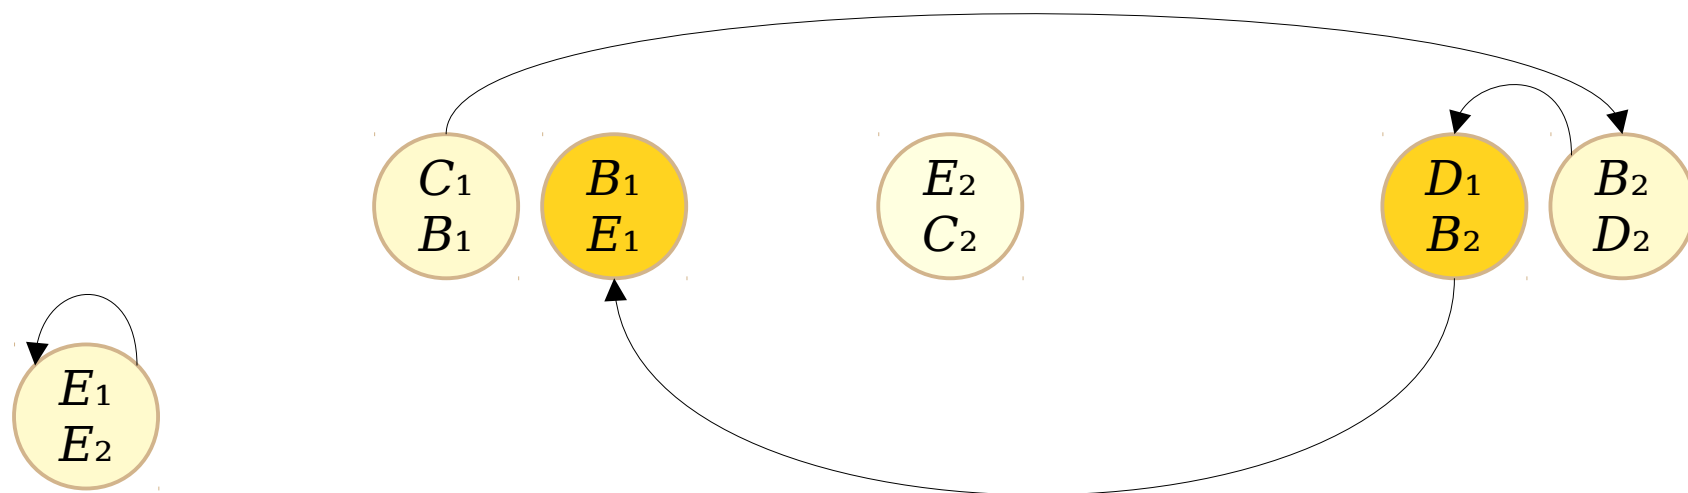 C₁
B₁
B₁
E₁
E₂
C₂
D₁
B₂
B₂
D₂
E₁
E₂